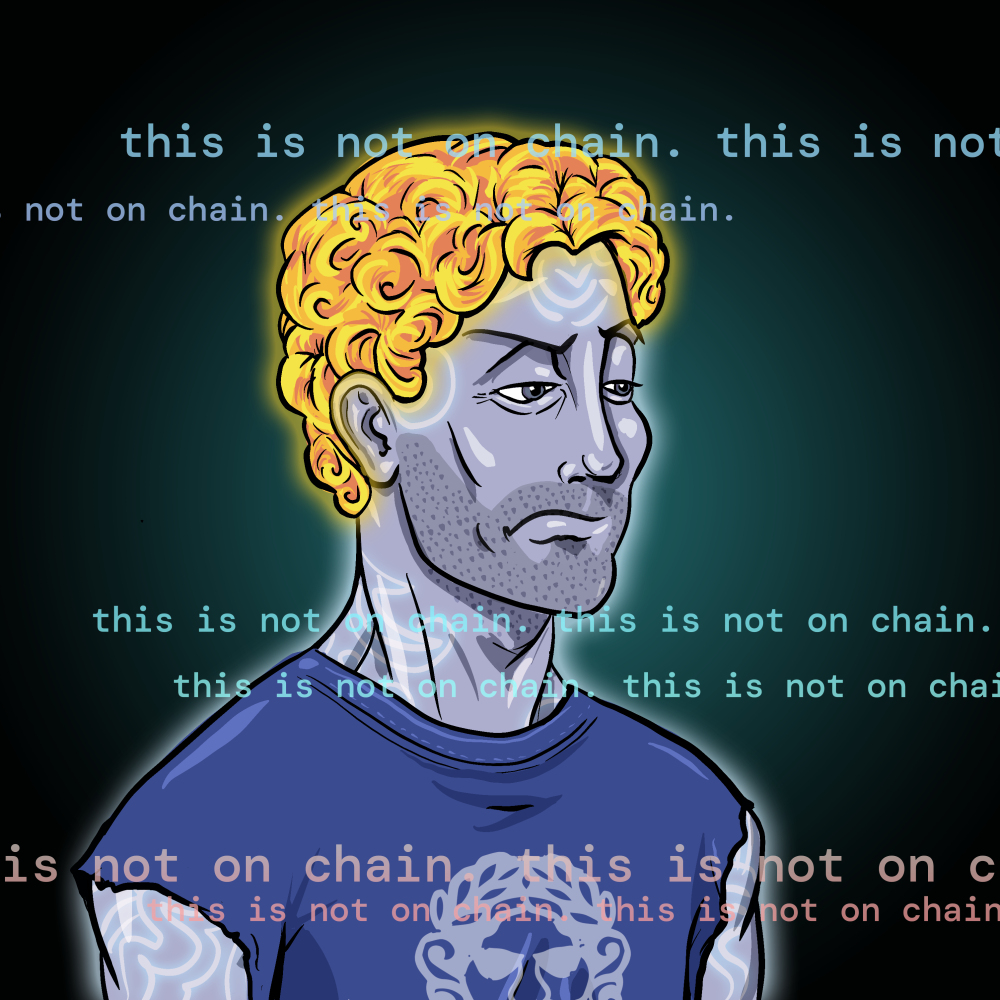 this is not on chain. this is not
not on chain. this is not on chain.
this is not on chain. this is not on chain.
this is not on chain. this is not on chai
is not on chain. this is not on c
this is not on chain. this is not on chain